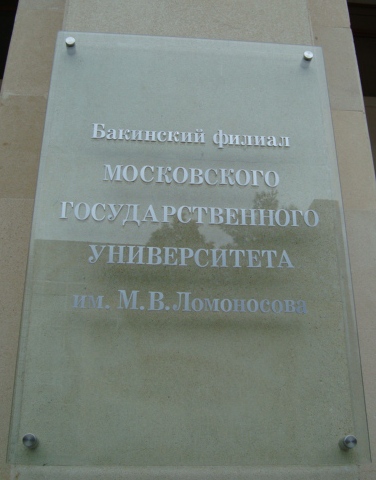 Бакинский филиал
МОСКОВСКОГО
ГОСУДАРСТВЕННОГО
УНИВЕРСИТЕТА
им. М.В.Ломоносова